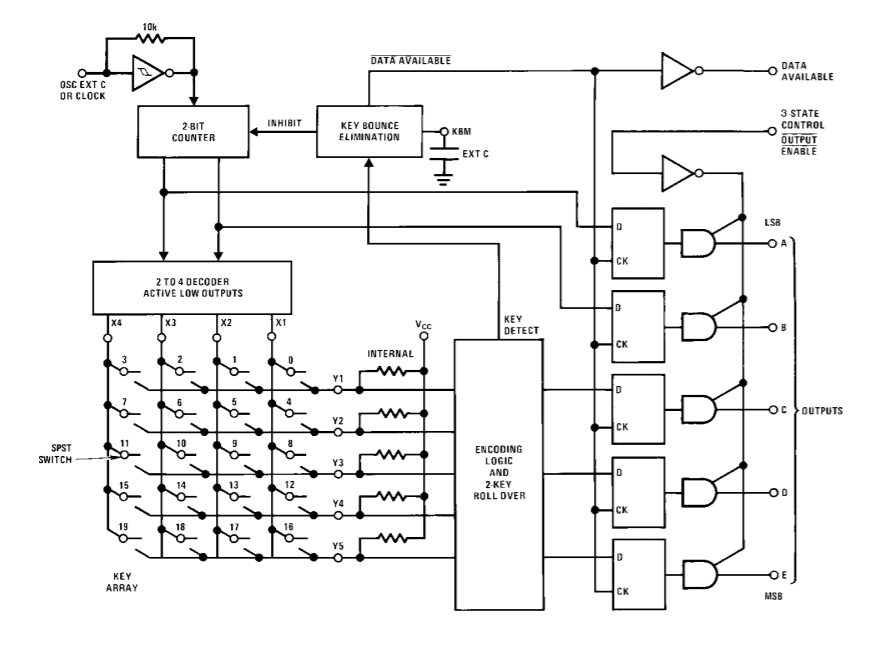 10k
OSC EXT C
OR CLOCK
DATA AVAILABLE
DATA
AVAILABLE
2-BIT
COUNTER
INHIBIT
KEY BOUNCE
ELIMINATION
KBM
EXT C
3-STATE
CONTROL
OUTPUT
ENABLE
2 TO 4 DECODER
ACTIVE LOW OUTPUTS
X4 X3 X2 X1
VCC
INTERNAL
KEY
DETECT
3 2 1 0 Y1
7 6 5 4 Y2
11 10 9 8 Y3
15 14 13 12 Y4
19 18 17 16 Y5
SPST
SWITCH
KEY
ARRAY
ENCODING
LOGIC
AND
2-KEY
ROLL OVER
D
CK
LSB
A
D
CK
B
D
CK
C
OUTPUTS
D
CK
D
D
CK
E
MSB